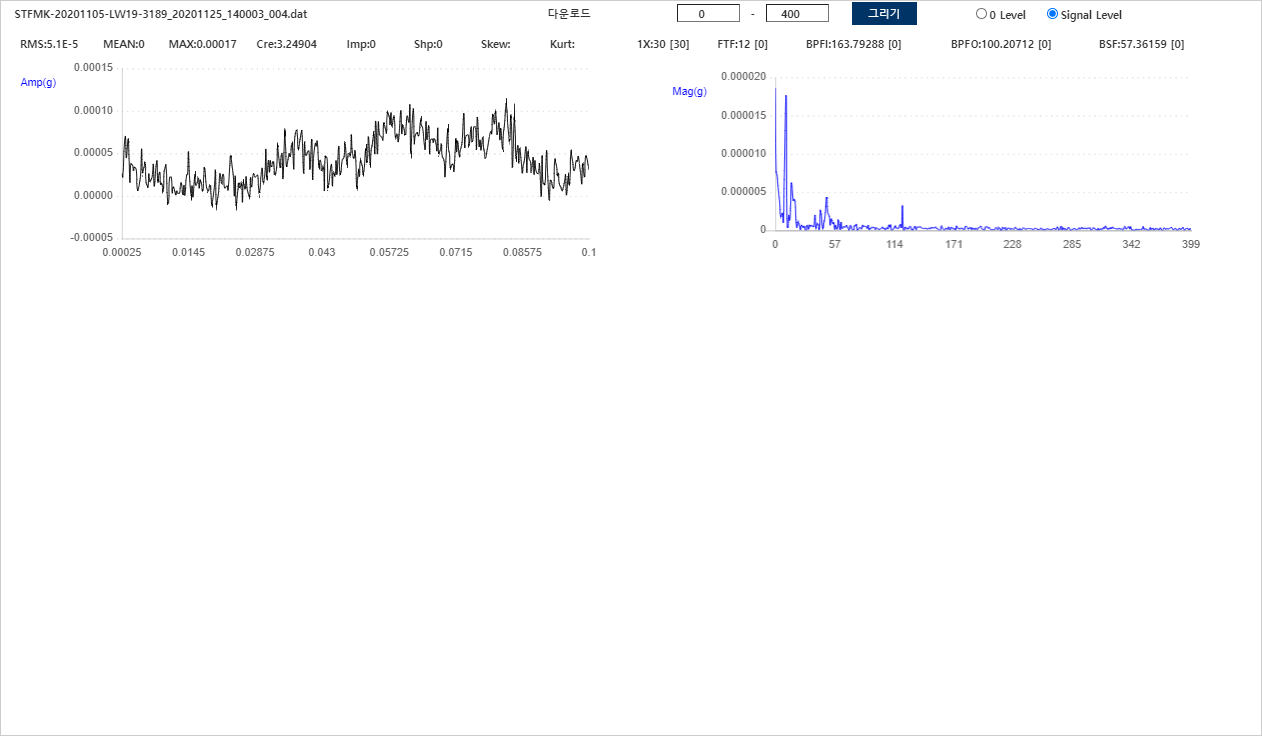 STFMK-20201105-LW19-3189_20201125_140003_004.dat 다운로드 0 - 400 그리기 0 Level Signal Level
RMS:5.1E-5 MEAN:0 MAX:0.00017 Cre:3.24904 Imp:0 Shp:0 Skew: Kurt: 1X:30 [30] FTF:12 [0] BPFI:163.79288 [0] BPFO:100.20712 [0] BSF:57.36159 [0]
Amp(g)
0.00015
0.00010
0.00005
0.00000
-0.00005
0.00025 0.0145 0.02875 0.043 0.05725 0.0715 0.08575 0.1
Mag(g)
0.000020
0.000015
0.000010
0.000005
0
0 57 114 171 228 285 342 399